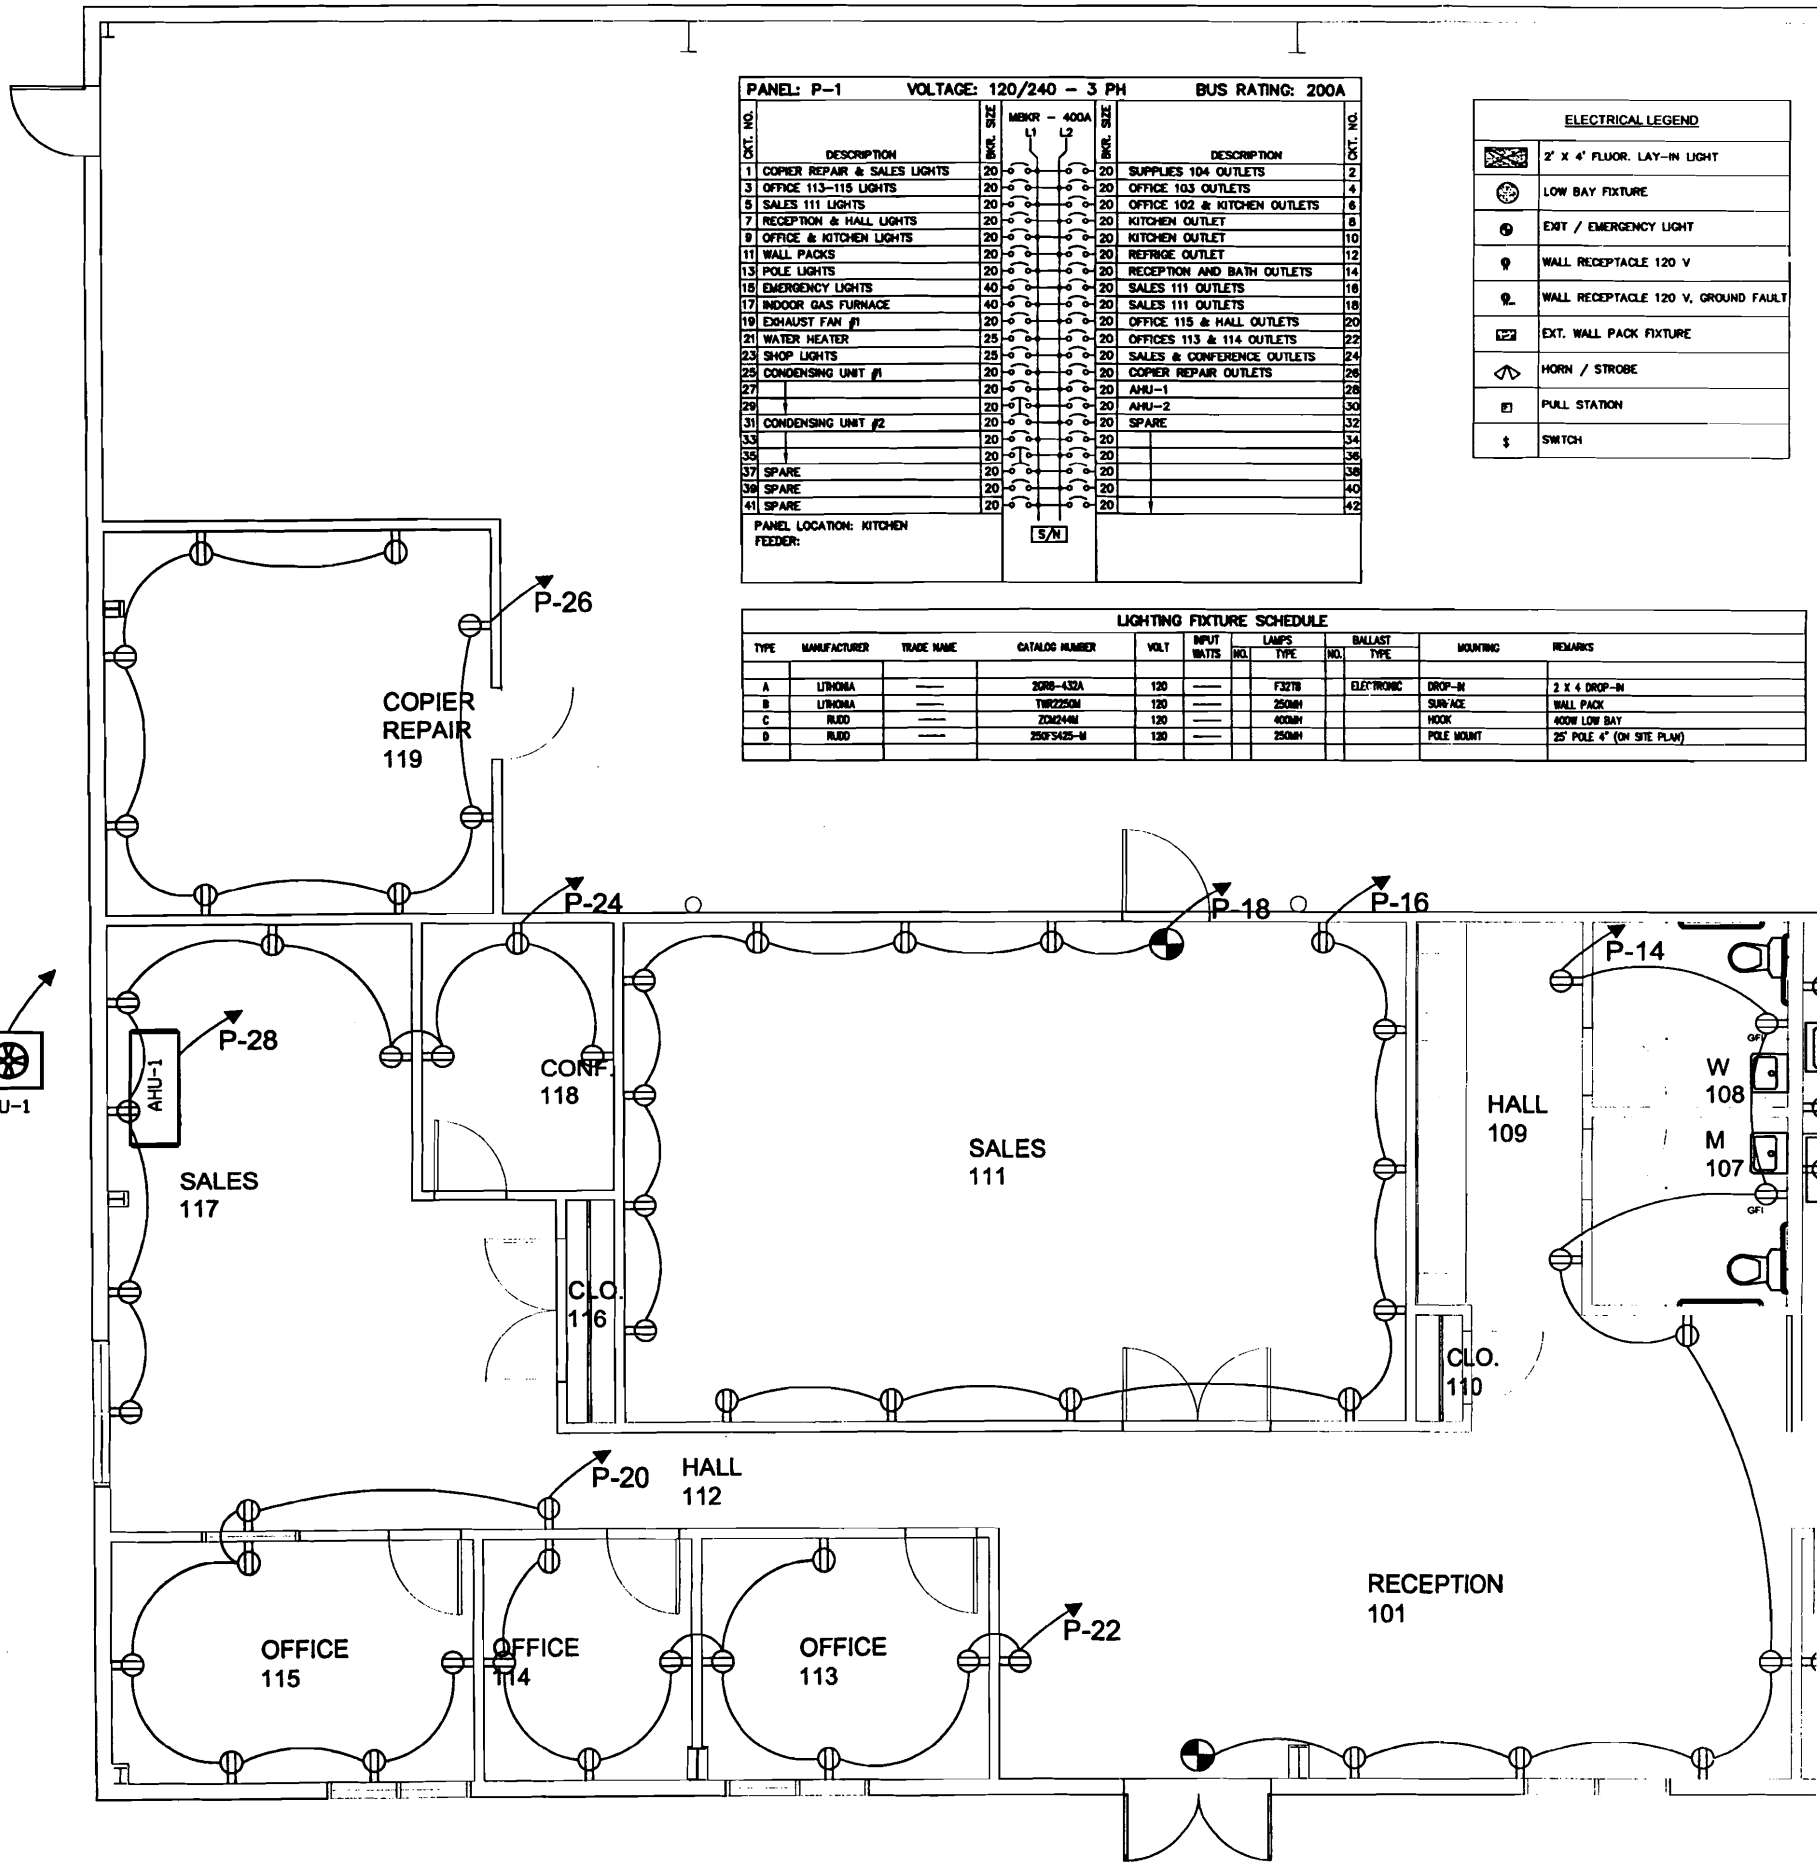 PANEL: P-1 VOLTAGE: 120/240 - 3 PH BUS RATING: 200A
CKT. NO. DESCRIPTION BKR. SIZE MBKR - 400A BKR. SIZE DESCRIPTION CKT. NO.
L1 L2
1 COPIER REPAIR & SALES LIGHTS 20 20 SUPPLIES 104 OUTLETS 2
3 OFFICE 113-115 LIGHTS 20 20 OFFICE 103 OUTLETS 4
5 SALES 111 LIGHTS 20 20 OFFICE 102 & KITCHEN OUTLETS 6
7 RECEPTION & HALL LIGHTS 20 20 KITCHEN OUTLET 8
9 OFFICE & KITCHEN LIGHTS 20 20 KITCHEN OUTLET 10
11 WALL PACKS 20 20 REFRIGE OUTLET 12
13 POLE LIGHTS 20 20 RECEPTION AND BATH OUTLETS 14
15 EMERGENCY LIGHTS 40 20 SALES 111 OUTLETS 16
17 INDOOR GAS FURNACE 40 20 SALES 111 OUTLETS 18
19 EXHAUST FAN #1 20 20 OFFICE 115 & HALL OUTLETS 20
21 WATER HEATER 25 20 OFFICES 113 & 114 OUTLETS 22
23 SHOP LIGHTS 25 20 SALES & CONFERENCE OUTLETS 24
25 CONDENSING UNIT #1 20 20 COPIER REPAIR OUTLETS 26
27 20 20 AHU-1 28
29 20 20 AHU-2 30
31 CONDENSING UNIT #2 20 20 SPARE 32
33 20 20 34
35 20 20 36
37 SPARE 20 20 38
39 SPARE 20 20 40
41 SPARE 20 20 42
PANEL LOCATION: KITCHEN
FEEDER:
S/N
ELECTRICAL LEGEND
2' X 4' FLUOR. LAY-IN LIGHT
LOW BAY FIXTURE
EXIT / EMERGENCY LIGHT
WALL RECEPTACLE 120 V
WALL RECEPTACLE 120 V, GROUND FAULT
EXT. WALL PACK FIXTURE
HORN / STROBE
F PULL STATION
$ SWITCH
LIGHTING FIXTURE SCHEDULE
TYPE MANUFACTURER TRADE NAME CATALOG NUMBER VOLT INPUT WATTS LAMPS NO. TYPE BALLAST NO. TYPE MOUNTING REMARKS
A LITHONIA 2GR8-432A 120 F32T8 ELECTRONIC DROP-IN 2 X 4 DROP-IN
B LITHONIA TWR2250M 120 250MH SURFACE WALL PACK
C RUDD ZCM244M 120 400MH HOOK 400W LOW BAY
D RUDD 250FS425-M 120 250MH POLE MOUNT 25' POLE 4" (ON SITE PLAN)
P-26
COPIER
REPAIR
119
P-24
P-18
P-16
P-14
P-28
AHU-1
U-1
CONF.
118
SALES
117
SALES
111
HALL
109
GFI
W
108
M
107
GFI
CLO.
116
CLO.
110
P-20
HALL
112
OFFICE
115
OFFICE
114
OFFICE
113
P-22
RECEPTION
101